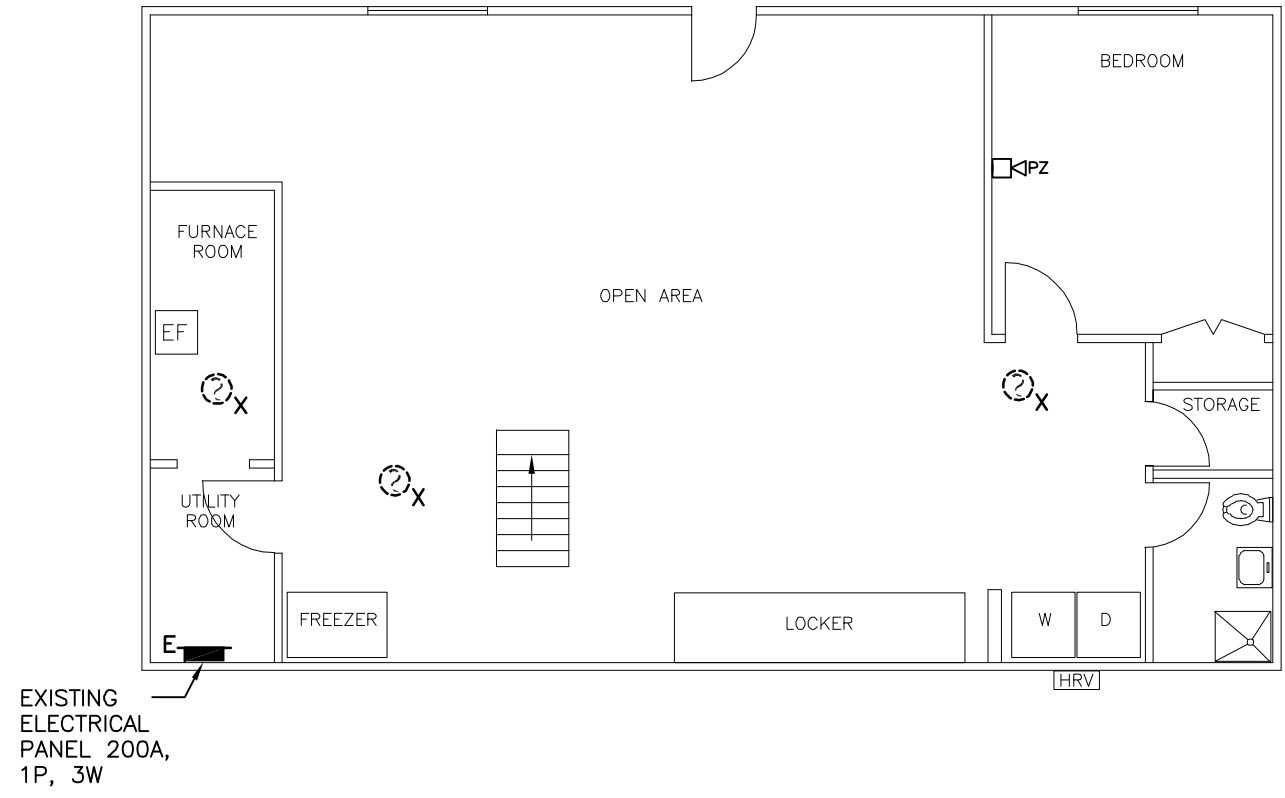 BEDROOM
PZ
FURNACE
ROOM
OPEN AREA
EF
X
X
STORAGE
X
UTILITY
ROOM
FREEZER
LOCKER
W
D
E
HRV
EXISTING
ELECTRICAL
PANEL 200A,
1P, 3W